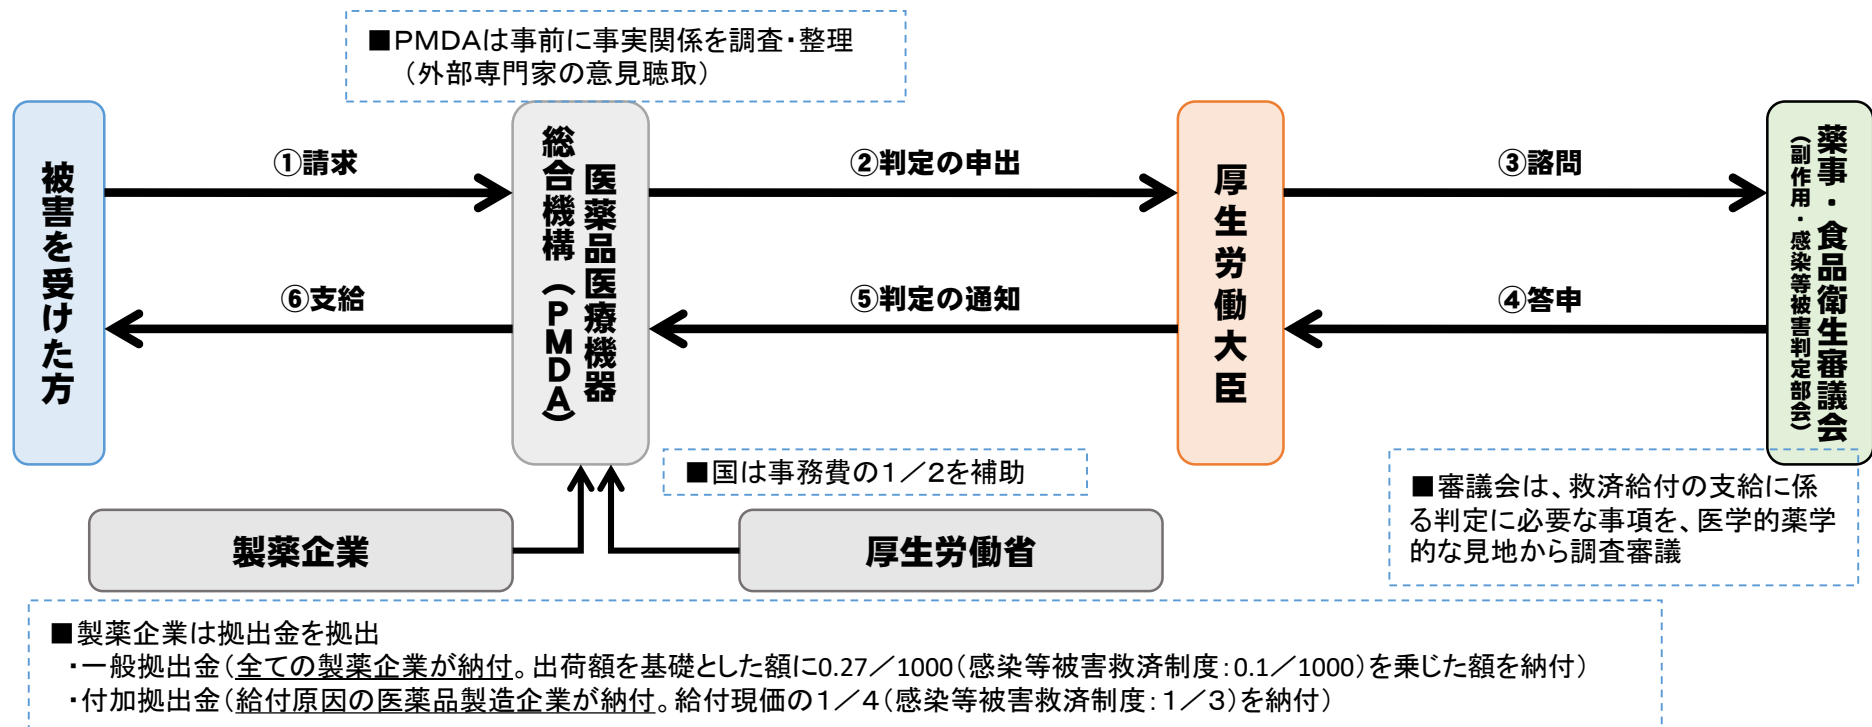 ■PMDAは事前に事実関係を調査・整理
（外部専門家の意見聴取）
被害を受けた方
①請求
⑥支給
医薬品医療機器
総合機構（PMDA）
②判定の申出
⑤判定の通知
厚生労働大臣
③諮問
④答申
薬事・食品衛生審議会
（副作用・感染等被害判定部会）
■国は事務費の１／２を補助
■審議会は、救済給付の支給に係
る判定に必要な事項を、医学的薬学
的な見地から調査審議
製薬企業
厚生労働省
■製薬企業は拠出金を拠出
・一般拠出金（全ての製薬企業が納付。出荷額を基礎とした額に0.27／1000（感染等被害救済制度：0.1／1000）を乗じた額を納付）
・付加拠出金（給付原因の医薬品製造企業が納付。給付現価の１／４（感染等被害救済制度：１／３）を納付）